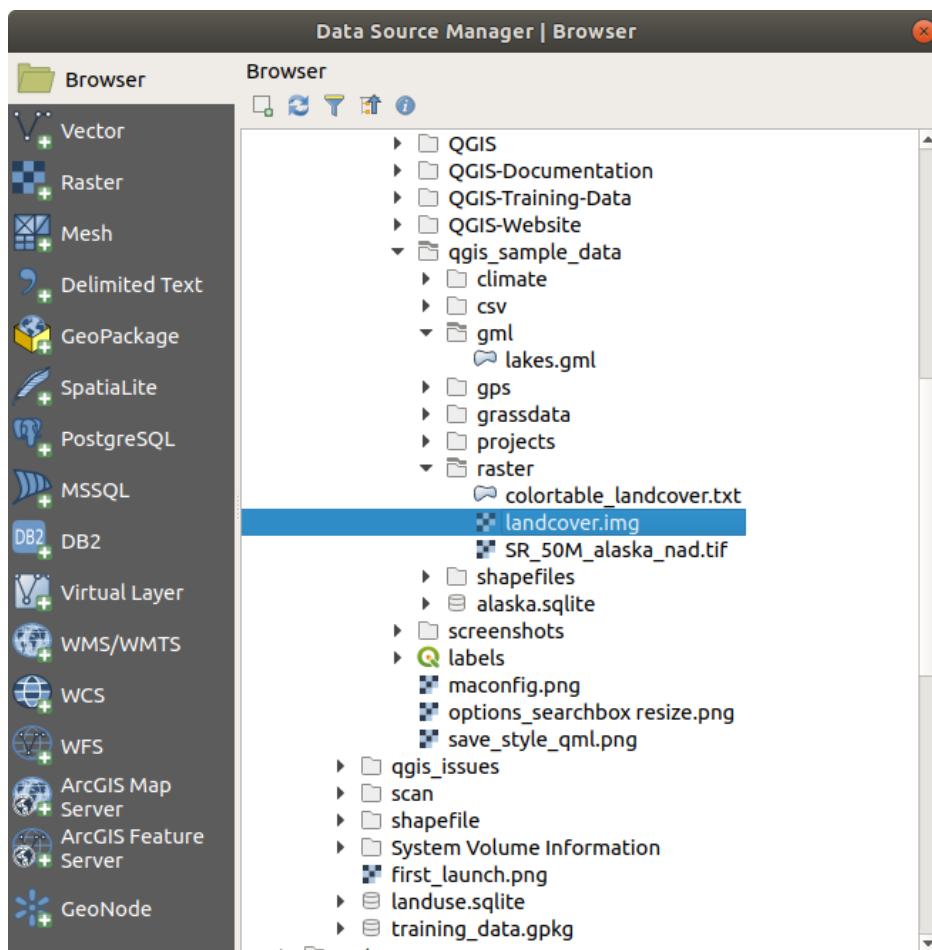 Data Source Manager | Browser
Browser
Vector
Raster
Mesh
Delimited Text
GeoPackage
SpatiaLite
PostgreSQL
MSSQL
DB2
DB2
Virtual Layer
WMS/WMTS
WCS
WFS
ArcGIS Map
Server
ArcGIS Feature
Server
GeoNode
Browser
QGIS
QGIS-Documentation
QGIS-Training-Data
QGIS-Website
qgis_sample_data
climate
csv
gml
lakes.gml
gps
grassdata
projects
raster
colortable_landcover.txt
landcover.img
SR_50M_alaska_nad.tif
shapefiles
alaska.sqlite
screenshots
labels
maconfig.png
options_searchbox resize.png
save_style_qml.png
qgis_issues
scan
shapefile
System Volume Information
first_launch.png
landuse.sqlite
training_data.gpkg